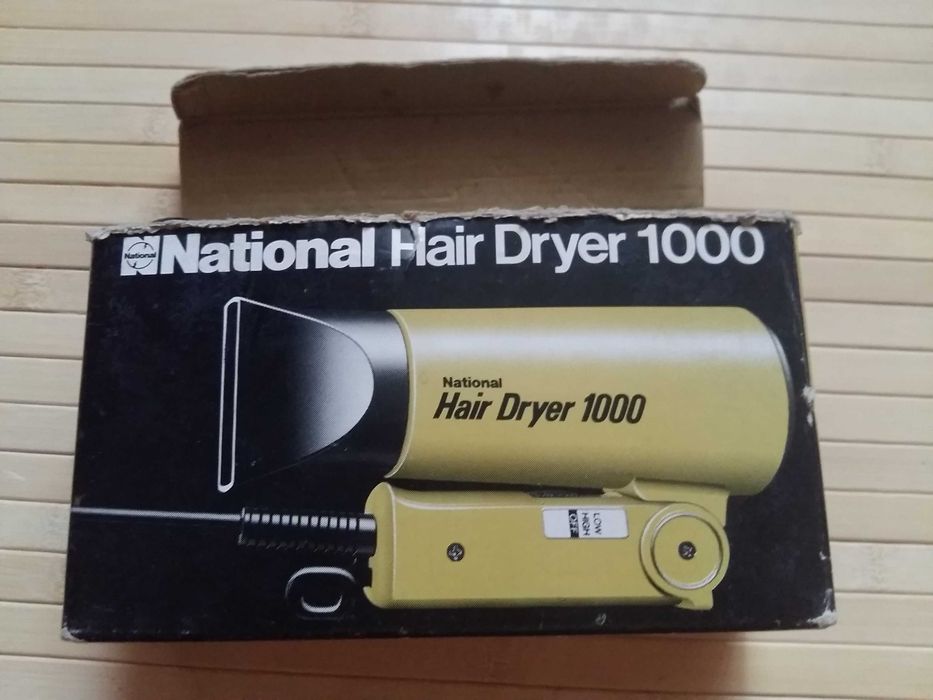 National National Hair Dryer 1000
National
Hair Dryer 1000
LOW
HIGH
OFF